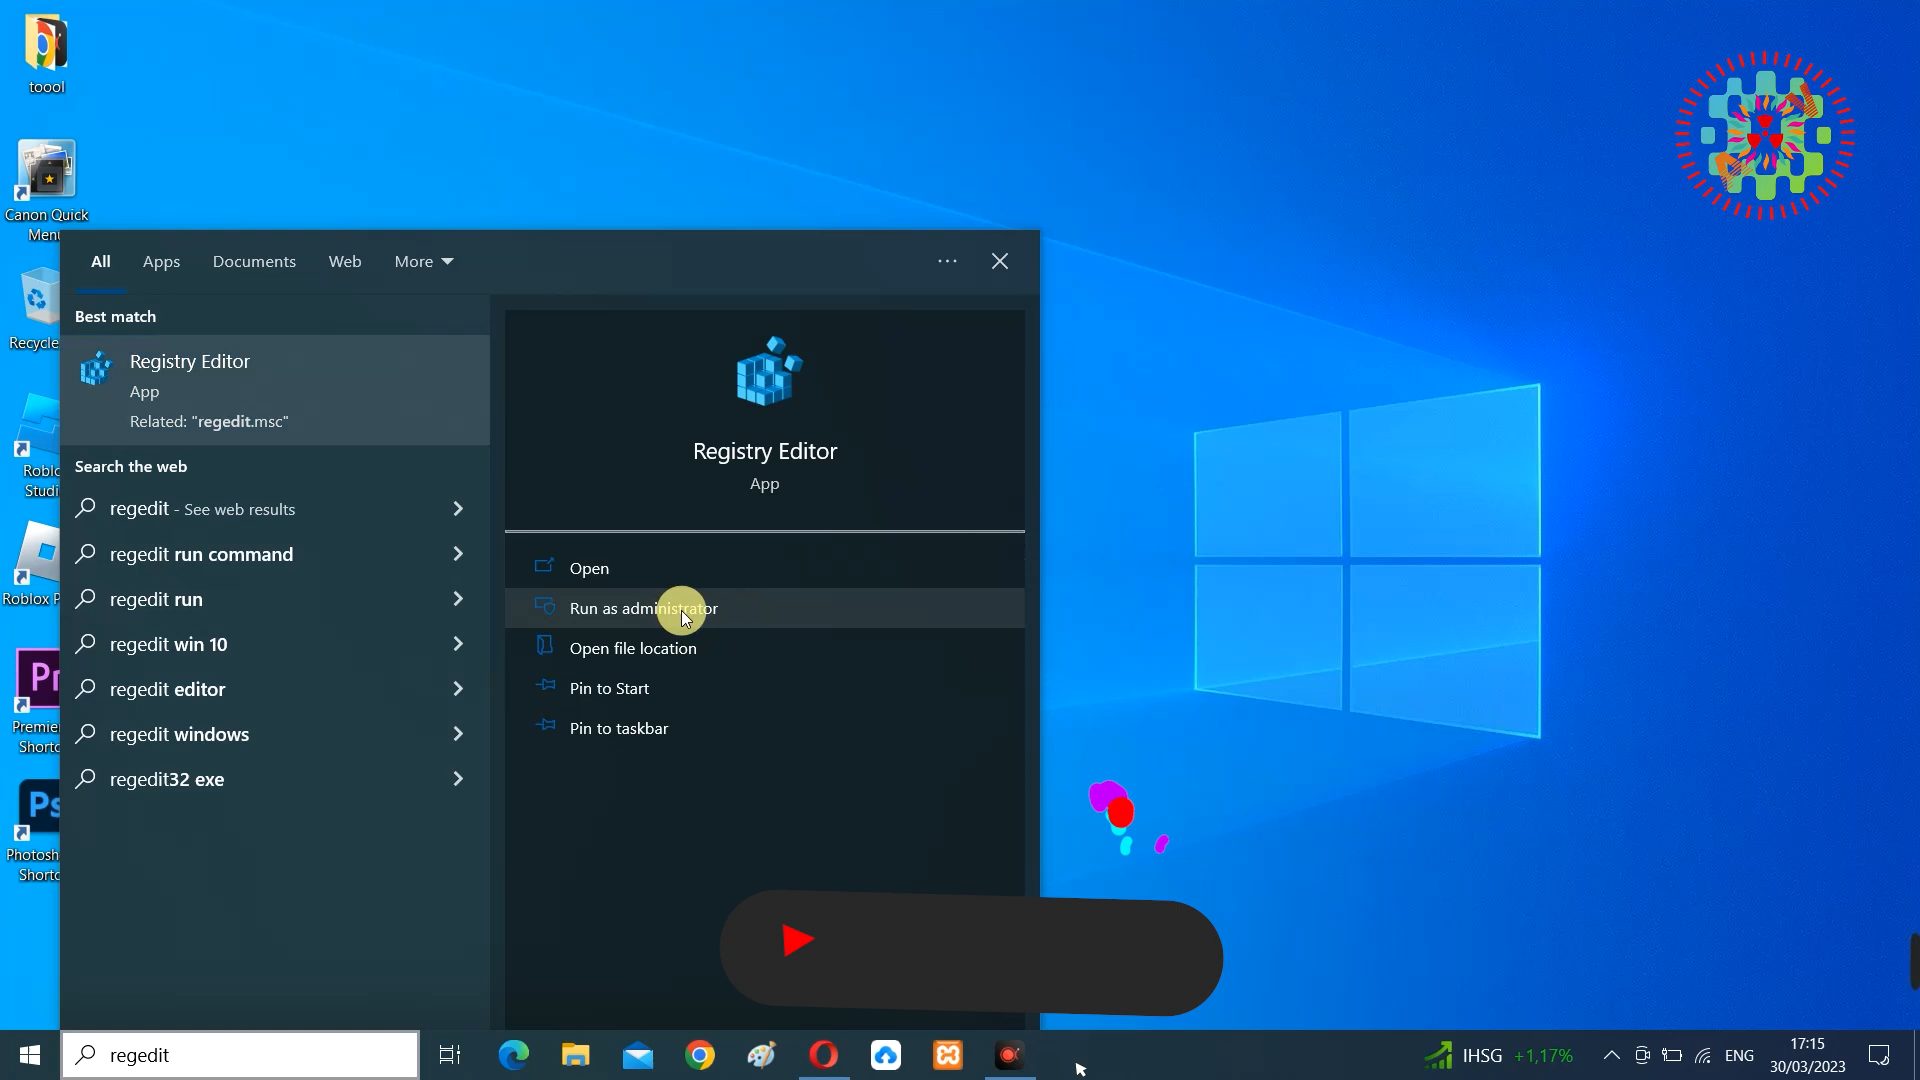 toool
Canon Quick
Menu
Recycle
Roblo
Studi
Roblox P
Pr
Premie
Shortc
Ps
Photosh
Shortc
All Apps Documents Web More
Best match
Registry Editor
App
Related: "regedit.msc"
Search the web
regedit - See web results
regedit run command
regedit run
regedit win 10
regedit editor
regedit windows
regedit32 exe
Registry Editor
App
Open
Run as administrator
Open file location
Pin to Start
Pin to taskbar
regedit
IHSG +1,17%
ENG
17:15
30/03/2023